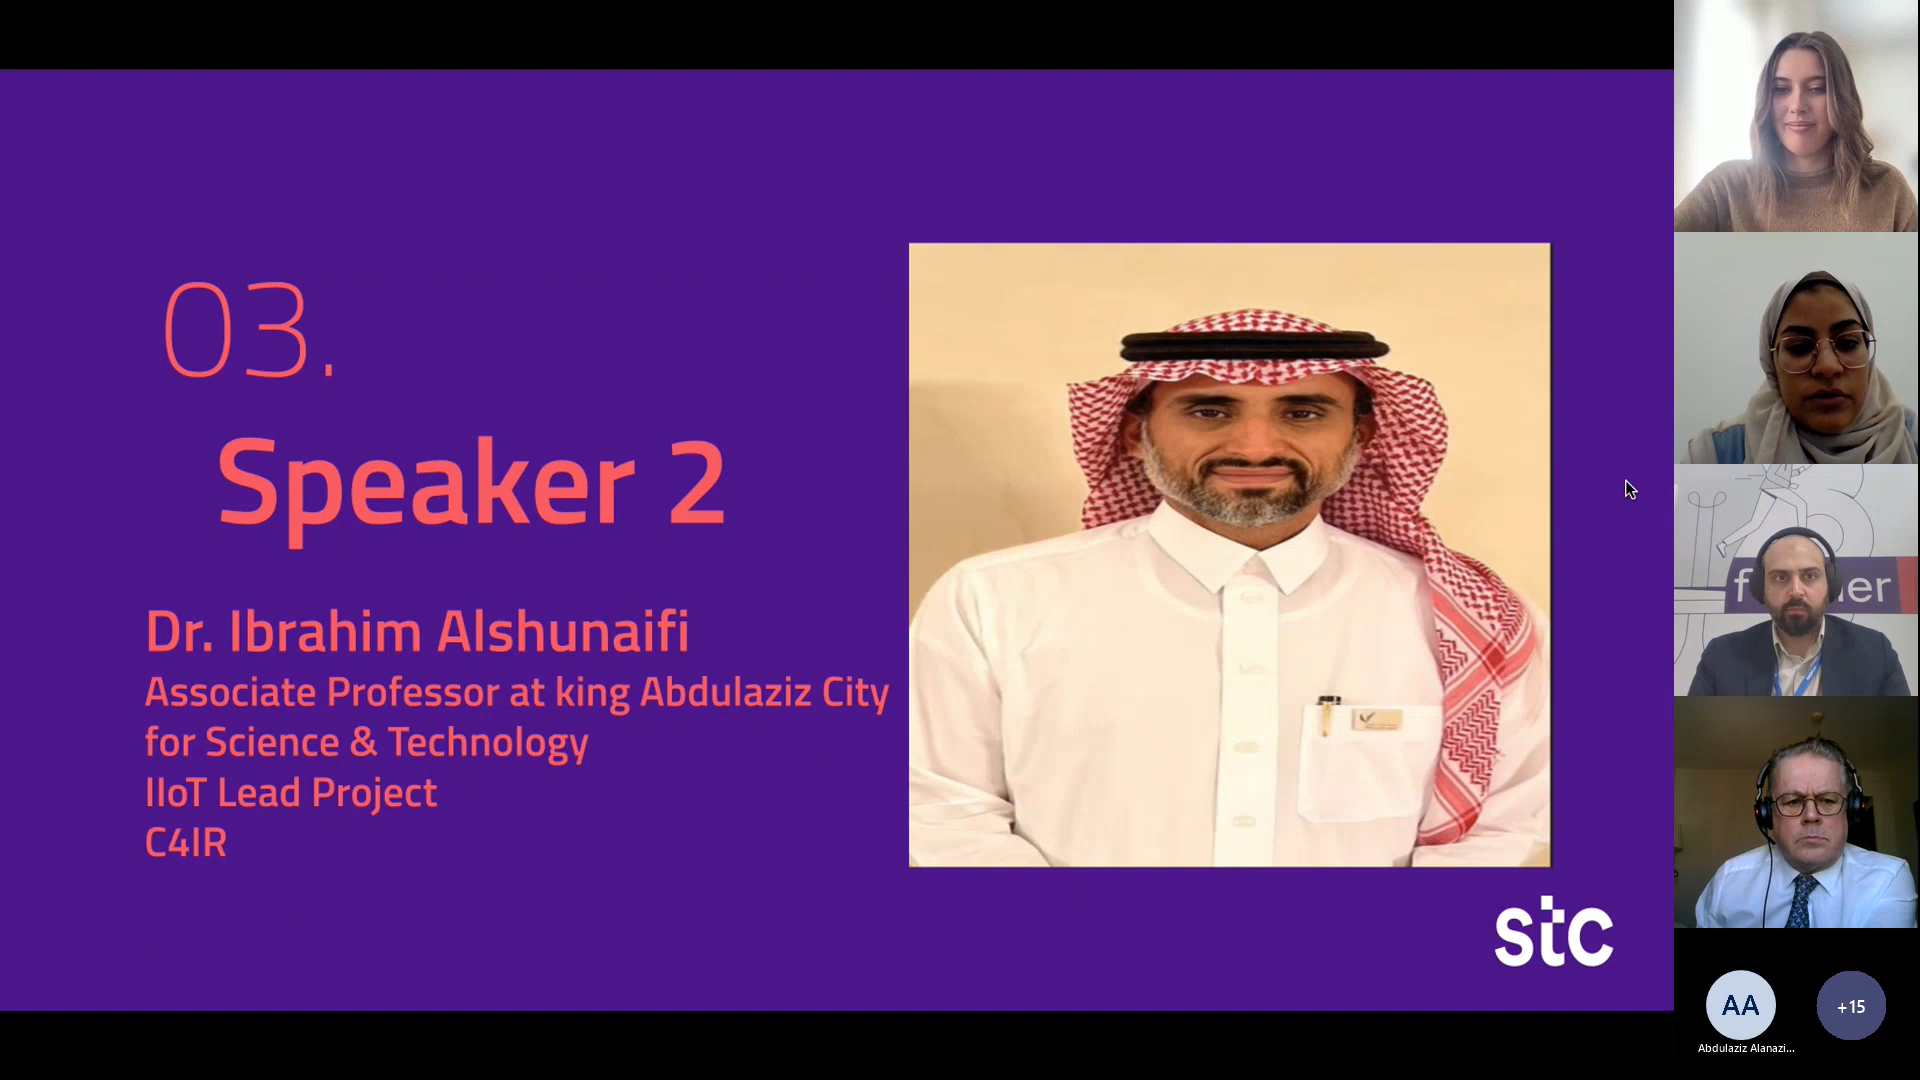 03.
Speaker 2
Dr. Ibrahim Alshunaifi
Associate Professor at king Abdulaziz City
for Science & Technology
IIoT Lead Project
C4IR
stc
AA
+15
Abdulaziz Alanazi...